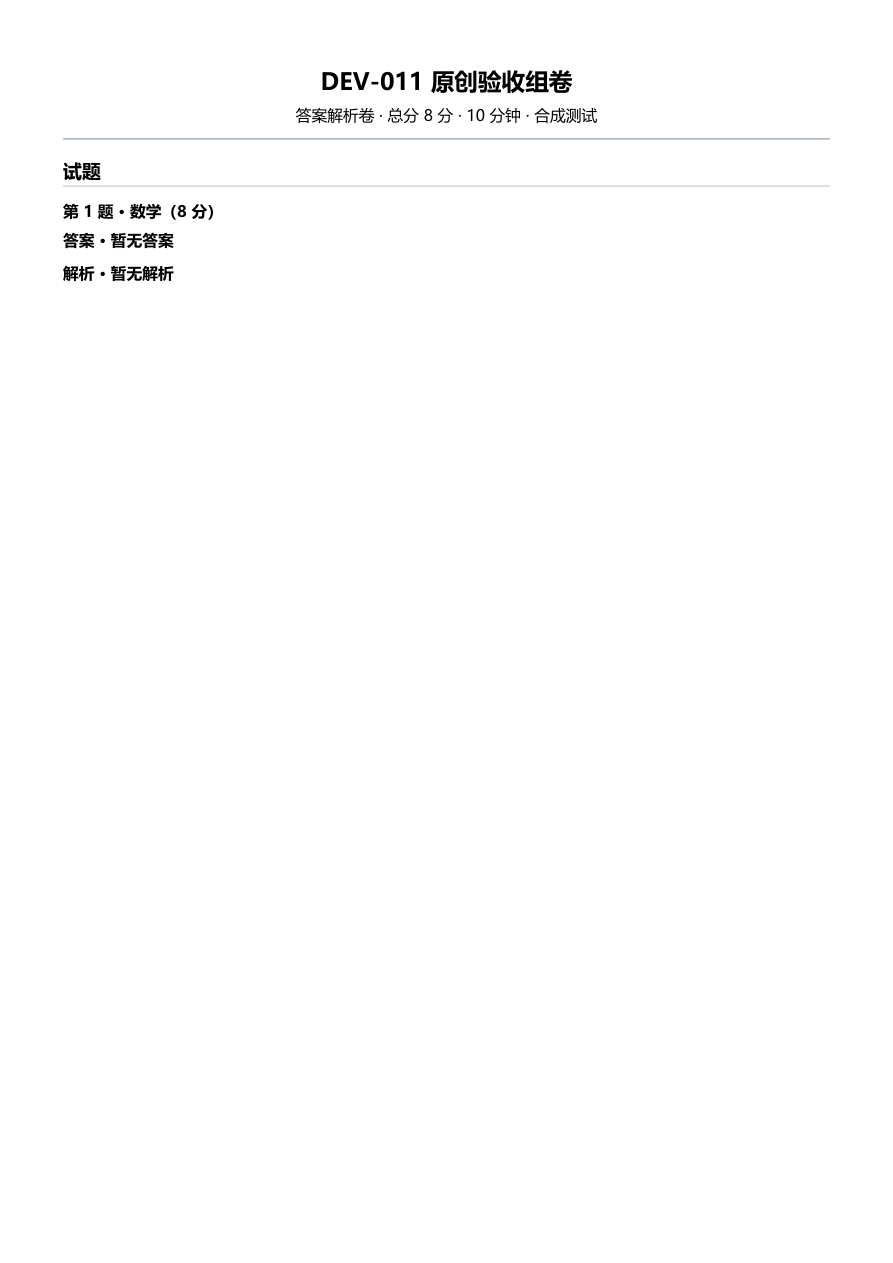 DEV-011 原创验收组卷
答案解析卷 · 总分 8 分 · 10 分钟 · 合成测试
试题
第 1 题 · 数学（8 分）
答案 · 暂无答案
解析 · 暂无解析